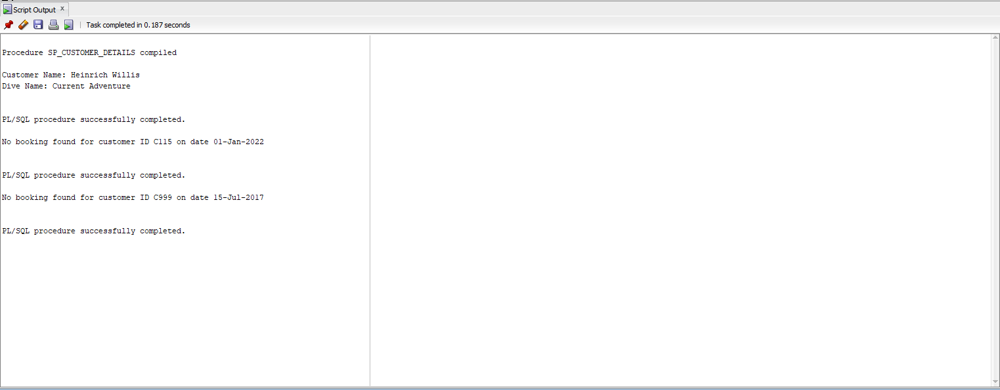 Script Output x
Task completed in 0.187 seconds
Procedure SP_CUSTOMER_DETAILS compiled
Customer Name: Heinrich Willis
Dive Name: Current Adventure
PL/SQL procedure successfully completed.
No booking found for customer ID C115 on date 01-Jan-2022
PL/SQL procedure successfully completed.
No booking found for customer ID C999 on date 15-Jul-2017
PL/SQL procedure successfully completed.